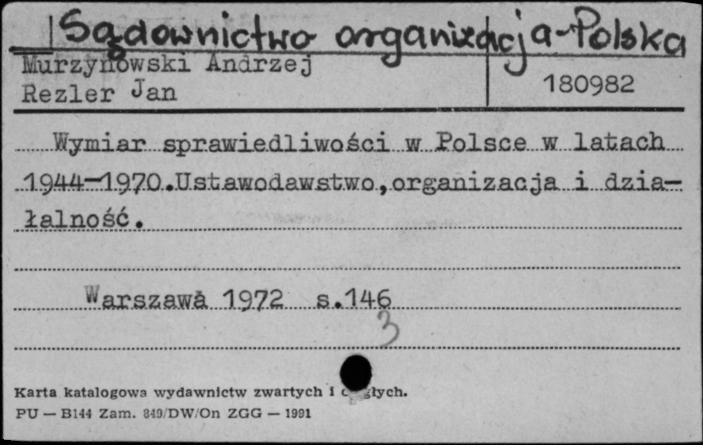 Sądownictwo organizacja-Polska
Murzynowski Andrzej
Rezler Jan
180982
Wymiar sprawiedliwości w Polsce w latach
1944-1970.Ustawodawstwo,organizacja i dzia-
łalność.
Warszawa 1972 s.146
3
Karta katalogowa wydawnictw zwartych i
PU — B144 Zam. 849/DW/On ZGG — 1991